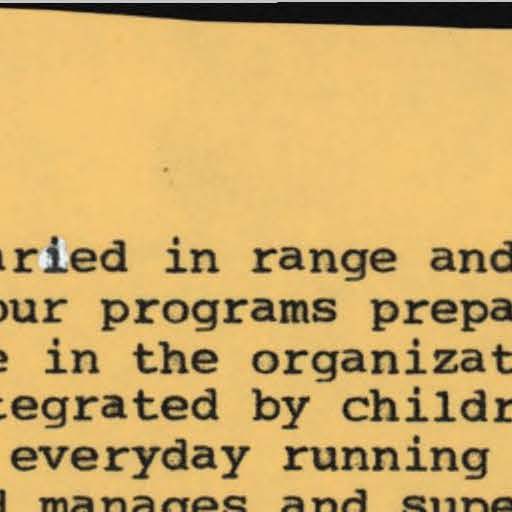 aried in range and
our programs prepa
e in the organizat
tegrated by childr
everyday running
d manages and supe